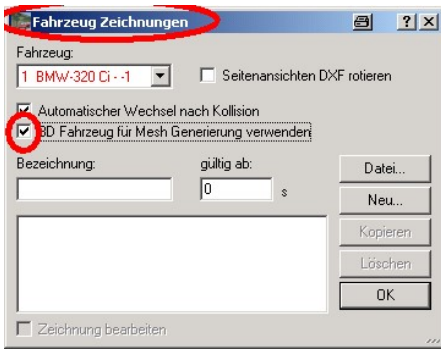 Fahrzeug Zeichnungen
Fahrzeug:
1 BMW-320 Ci - -1
Seitenansichten DXF rotieren
Automatischer Wechsel nach Kollision
3D Fahrzeug für Mesh Generierung verwenden
Bezeichnung:
gültig ab:
0
s
Datei...
Neu...
Kopieren
Löschen
OK
Zeichnung bearbeiten